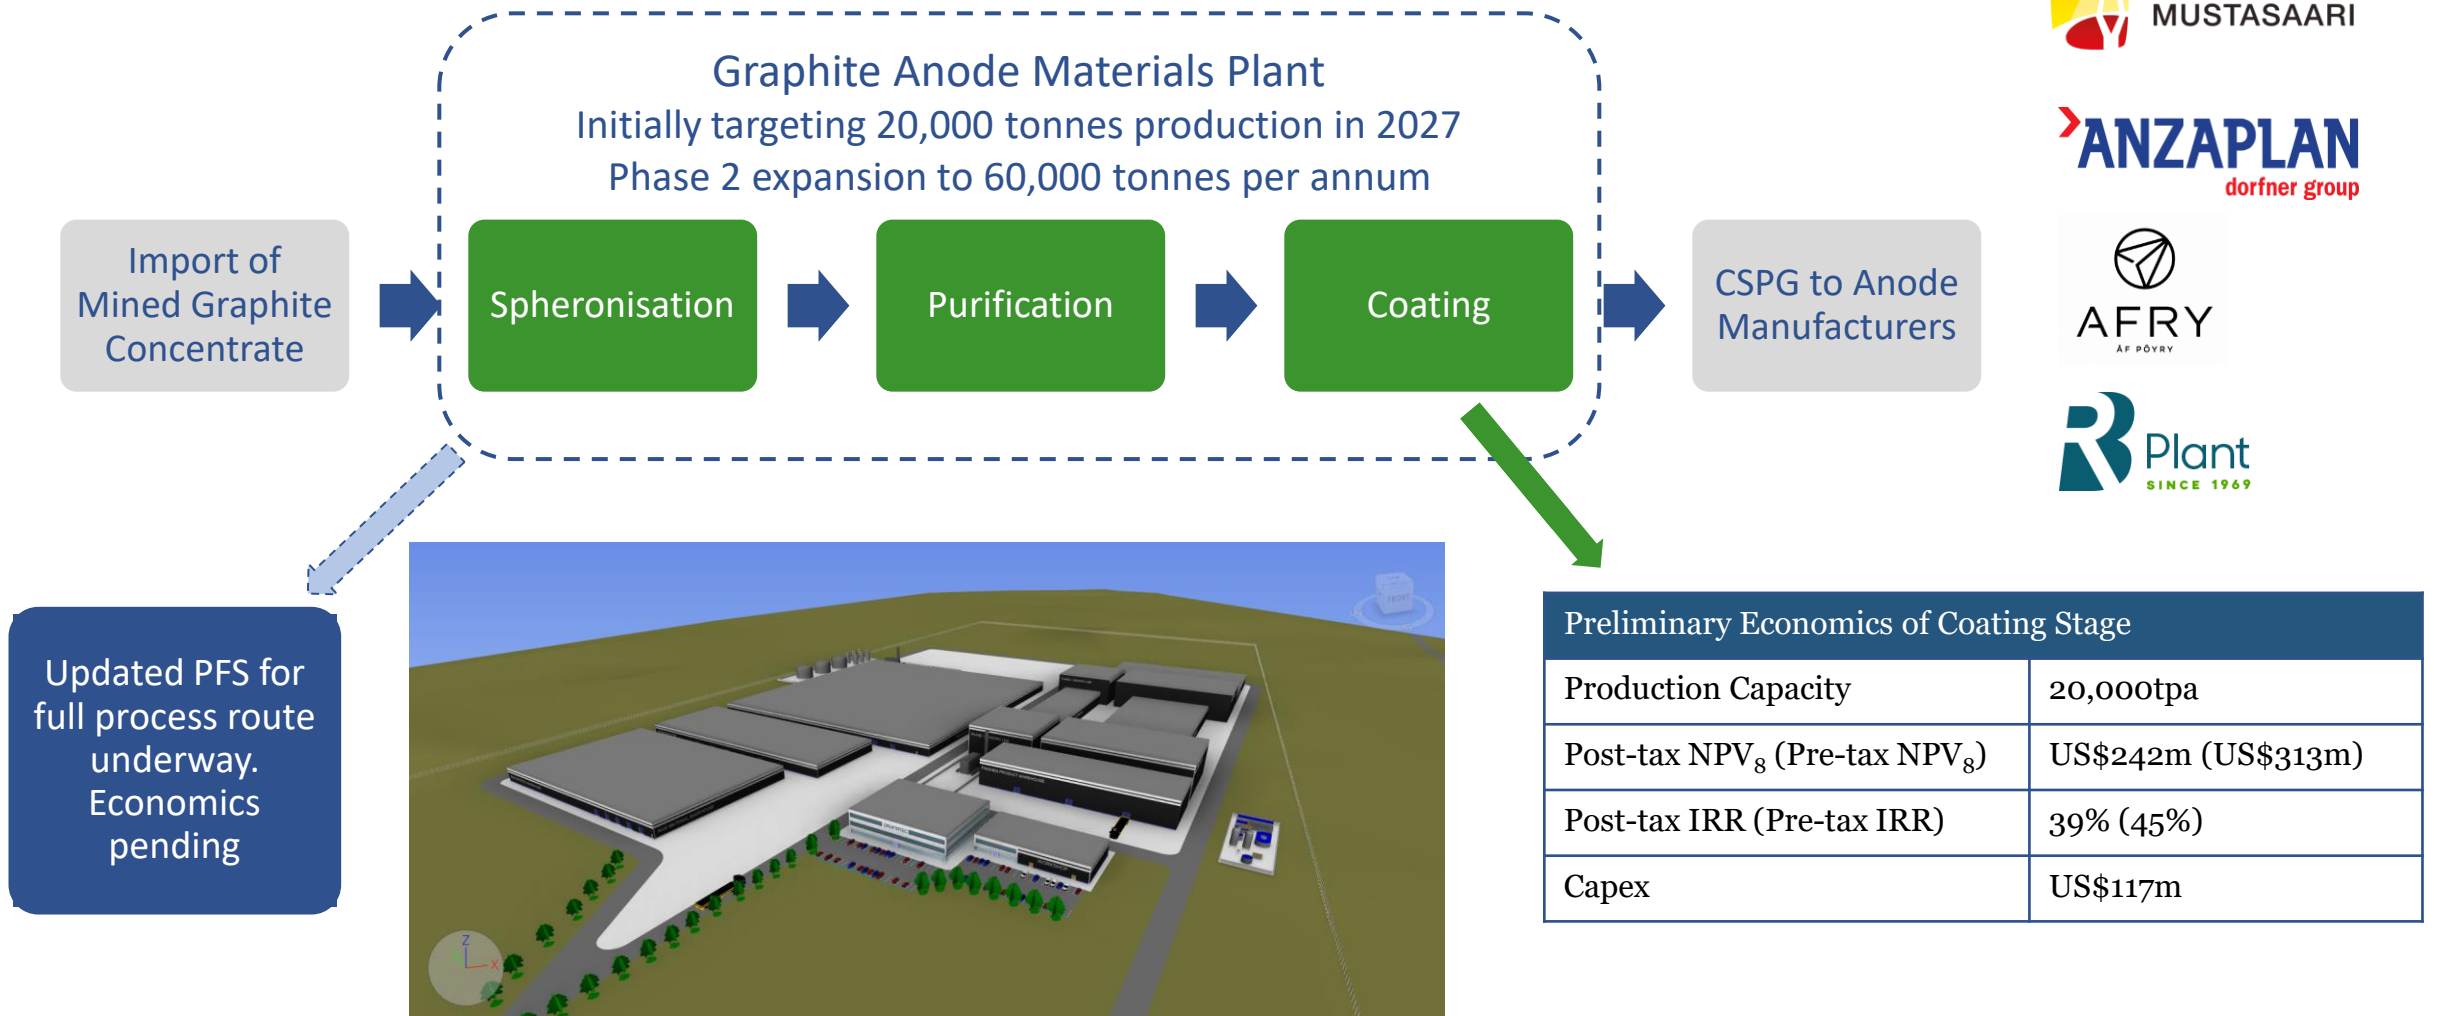 MUSTASAARI
Graphite Anode Materials Plant
Initially targeting 20,000 tonnes production in 2027
Phase 2 expansion to 60,000 tonnes per annum
ANZAPLAN
dorfner group
Import of
Mined Graphite
Concentrate
Spheronisation
Purification
Coating
CSPG to Anode
Manufacturers
AFRY
ÅF PÖYRY
RB Plant
SINCE 1969
Updated PFS for
full process route
underway.
Economics
pending
FRONT
Z
X
Preliminary Economics of Coating Stage
Production Capacity 20,000tpa
Post-tax NPV₈ (Pre-tax NPV₈) US$242m (US$313m)
Post-tax IRR (Pre-tax IRR) 39% (45%)
Capex US$117m